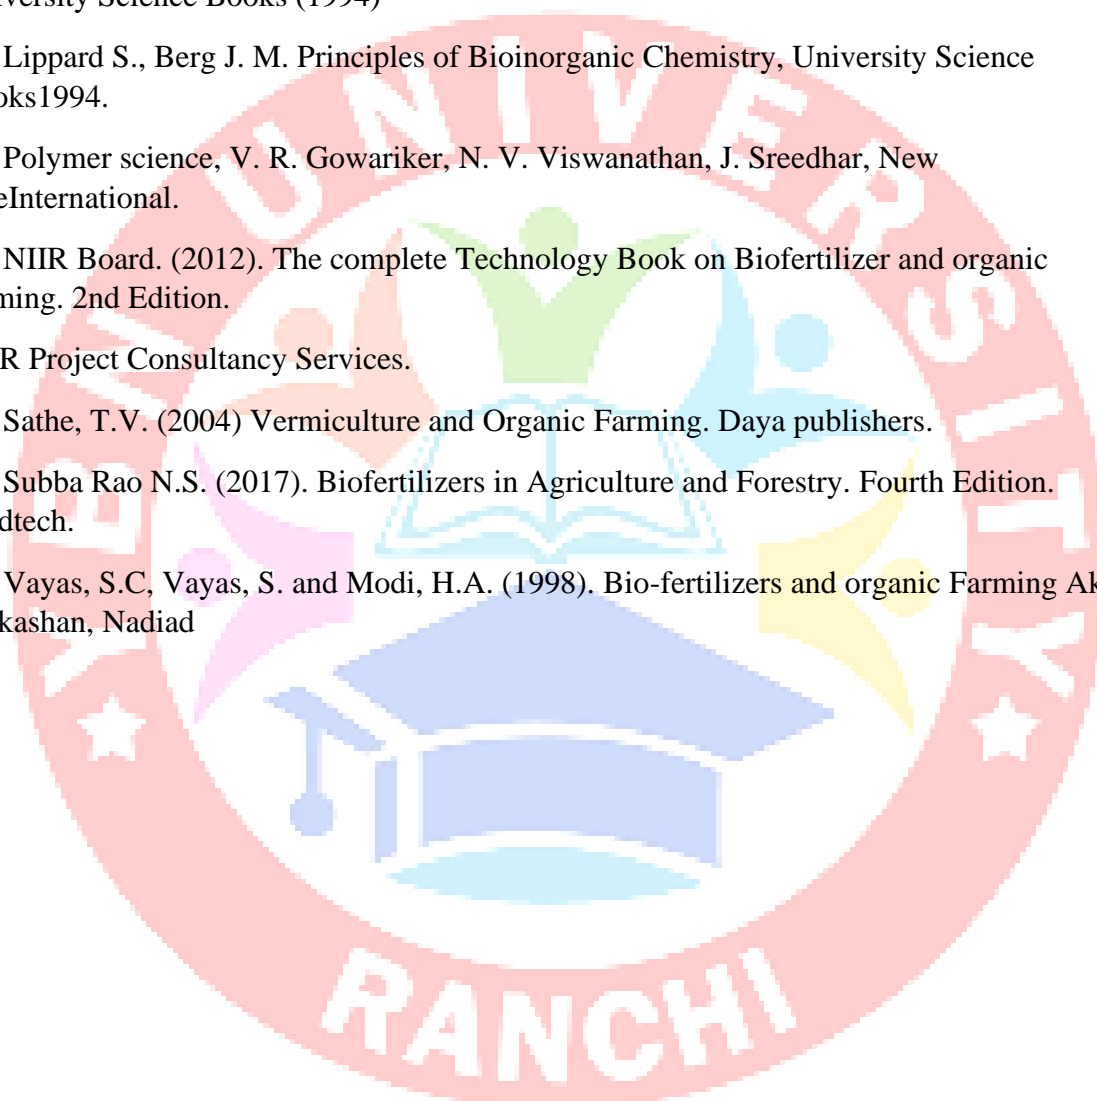 iversity Science Books (1994)
Lippard S., Berg J. M. Principles of Bioinorganic Chemistry, University Science
oks1994.
Polymer science, V. R. Gowariker, N. V. Viswanathan, J. Sreedhar, New
eInternational.
NIIR Board. (2012). The complete Technology Book on Biofertilizer and organic
ming. 2nd Edition.
R Project Consultancy Services.
Sathe, T.V. (2004) Vermiculture and Organic Farming. Daya publishers.
Subba Rao N.S. (2017). Biofertilizers in Agriculture and Forestry. Fourth Edition.
dtech.
Vayas, S.C, Vayas, S. and Modi, H.A. (1998). Bio-fertilizers and organic Farming Ak
kashan, Nadiad
YBN UNIVERSITY
RANCHI